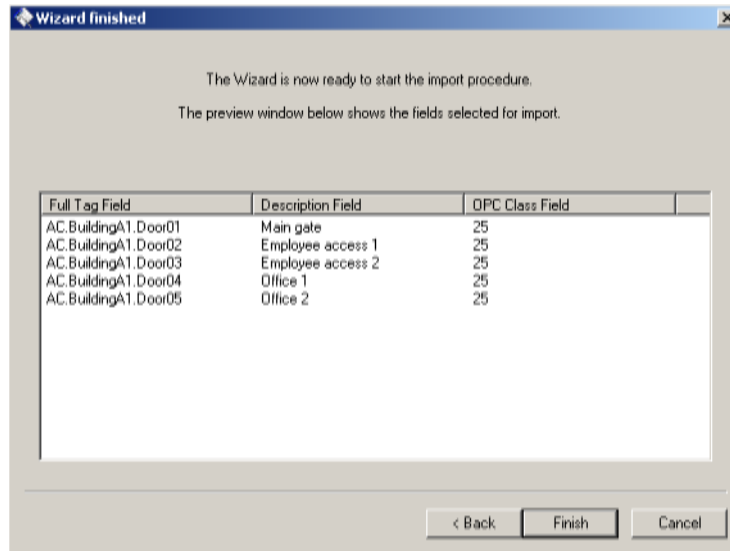 Wizard finished
The Wizard is now ready to start the import procedure.
The preview window below shows the fields selected for import.
Full Tag Field Description Field OPC Class Field
AC.BuildingA1.Door01 Main gate 25
AC.BuildingA1.Door02 Employee access 1 25
AC.BuildingA1.Door03 Employee access 2 25
AC.BuildingA1.Door04 Office 1 25
AC.BuildingA1.Door05 Office 2 25
< Back Finish Cancel